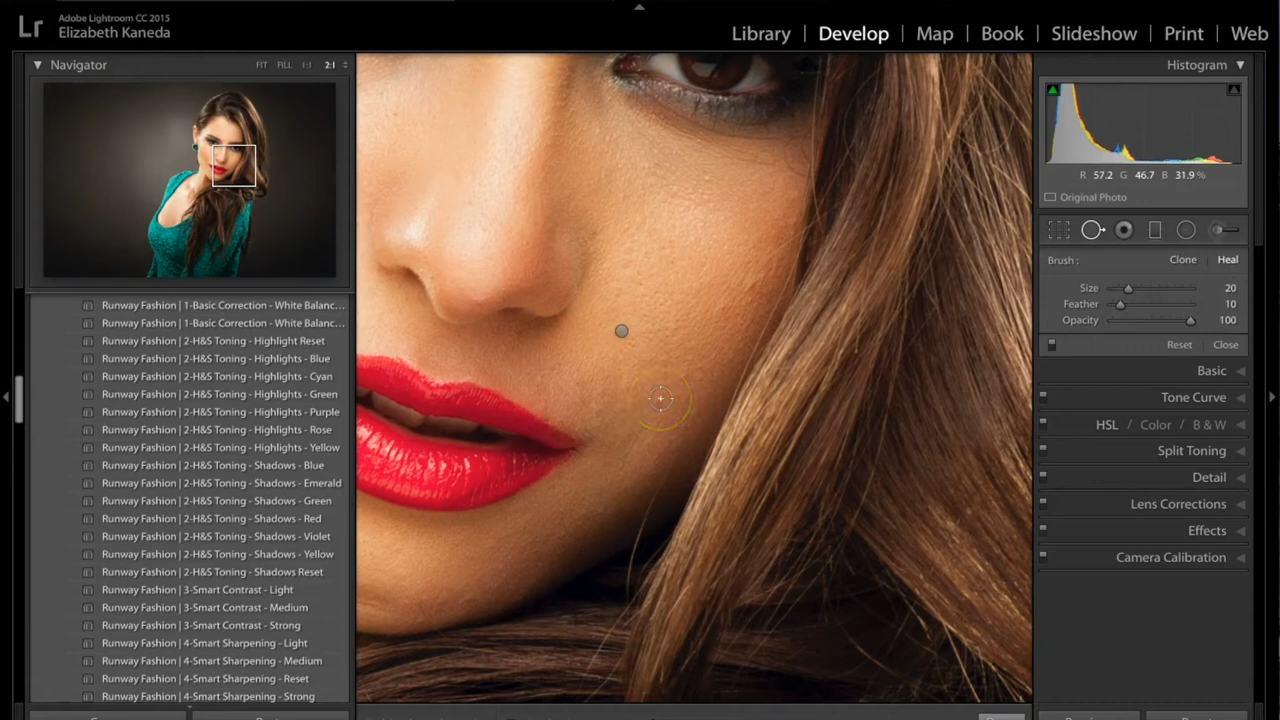 Lr
Adobe Lightroom CC 2015
Elizabeth Kaneda
Library | Develop | Map | Book | Slideshow | Print | Web
Navigator FIT FILL 1:1 2:1
Runway Fashion | 1-Basic Correction - White Balanc...
Runway Fashion | 1-Basic Correction - White Balanc...
Runway Fashion | 2-H&S Toning - Highlight Reset
Runway Fashion | 2-H&S Toning - Highlights - Blue
Runway Fashion | 2-H&S Toning - Highlights - Cyan
Runway Fashion | 2-H&S Toning - Highlights - Green
Runway Fashion | 2-H&S Toning - Highlights - Purple
Runway Fashion | 2-H&S Toning - Highlights - Rose
Runway Fashion | 2-H&S Toning - Highlights - Yellow
Runway Fashion | 2-H&S Toning - Shadows - Blue
Runway Fashion | 2-H&S Toning - Shadows - Emerald
Runway Fashion | 2-H&S Toning - Shadows - Green
Runway Fashion | 2-H&S Toning - Shadows - Red
Runway Fashion | 2-H&S Toning - Shadows - Violet
Runway Fashion | 2-H&S Toning - Shadows - Yellow
Runway Fashion | 2-H&S Toning - Shadows Reset
Runway Fashion | 3-Smart Contrast - Light
Runway Fashion | 3-Smart Contrast - Medium
Runway Fashion | 3-Smart Contrast - Strong
Runway Fashion | 4-Smart Sharpening - Light
Runway Fashion | 4-Smart Sharpening - Medium
Runway Fashion | 4-Smart Sharpening - Reset
Runway Fashion | 4-Smart Sharpening - Strong
Histogram
R 57.2 G 46.7 B 31.9 %
Original Photo
Brush : Clone Heal
Size 20
Feather 10
Opacity 100
Reset Close
Basic
Tone Curve
HSL / Color / B & W
Split Toning
Detail
Lens Corrections
Effects
Camera Calibration